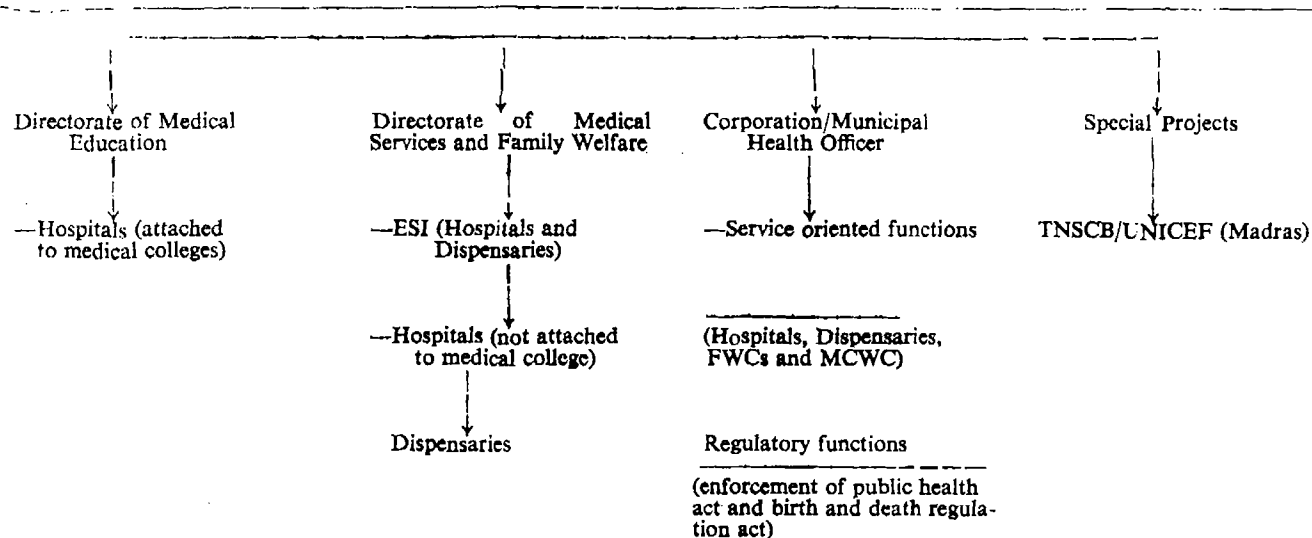 Directorate of Medical
Education
—Hospitals (attached
to medical colleges)
Directorate of Medical
Services and Family Welfare
—ESI (Hospitals and
Dispensaries)
—Hospitals (not attached
to medical college)
Dispensaries
Corporation/Municipal
Health Officer
—Service oriented functions
(Hospitals, Dispensaries,
FWCs and MCWC)
Regulatory functions
(enforcement of public health
act and birth and death regula-
tion act)
Special Projects
TNSCB/UNICEF (Madras)